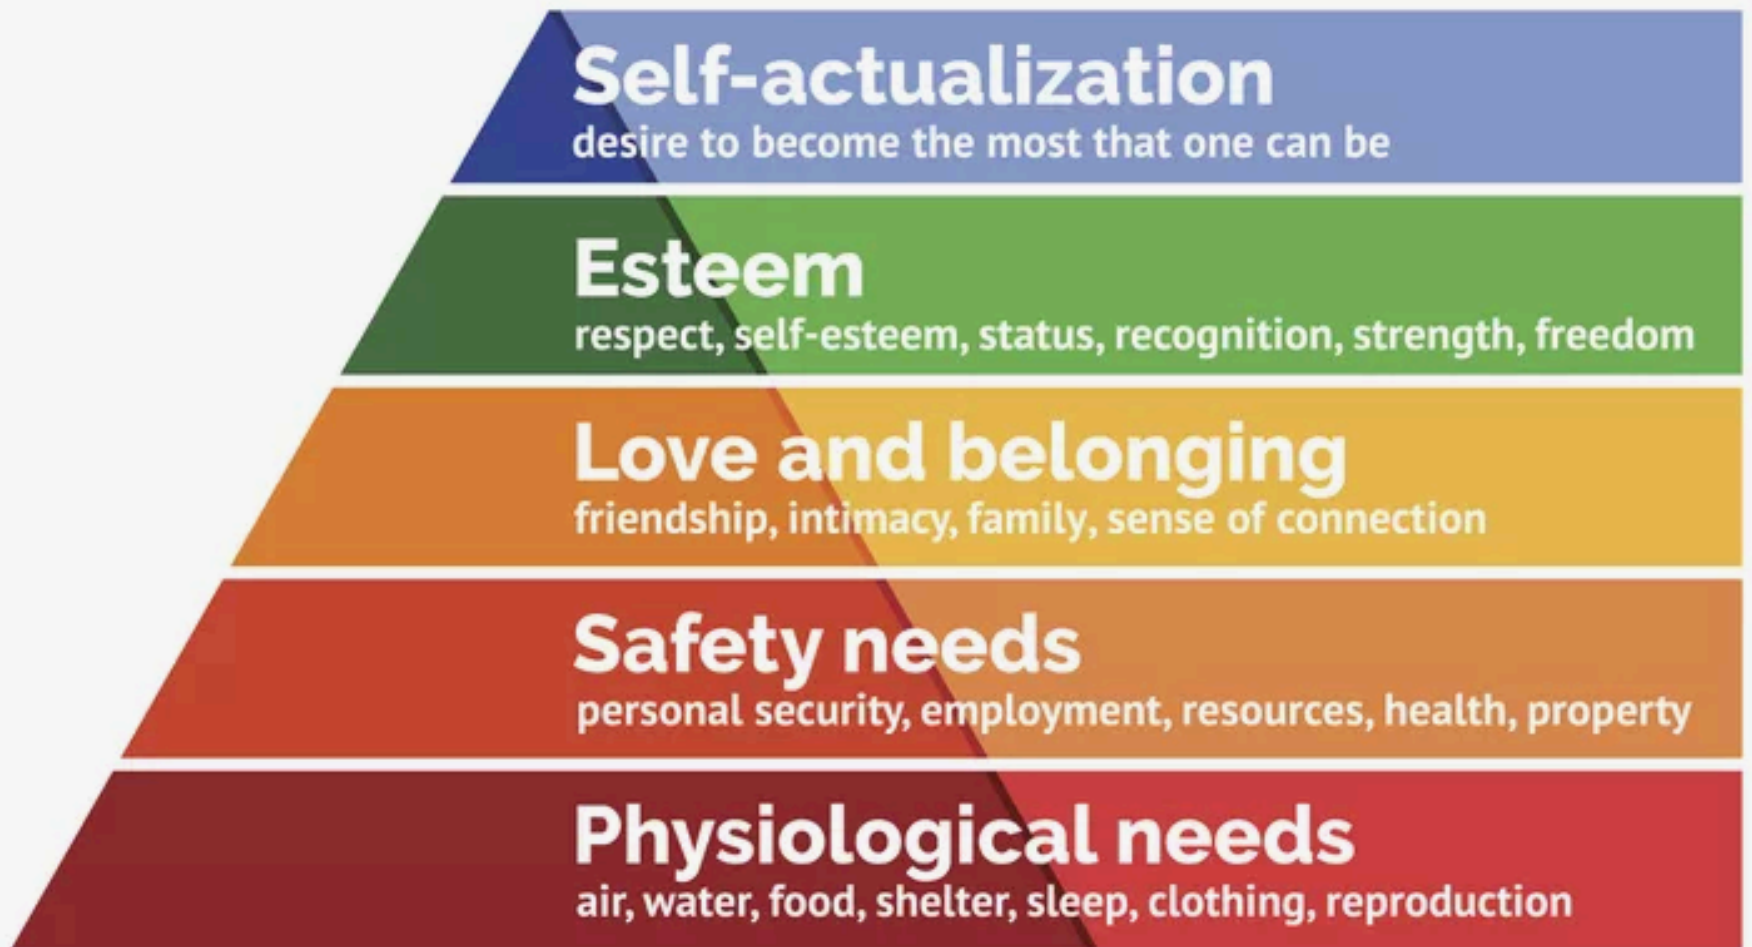 Self-actualization
desire to become the most that one can be
Esteem
respect, self-esteem, status, recognition, strength, freedom
Love and belonging
friendship, intimacy, family, sense of connection
Safety needs
personal security, employment, resources, health, property
Physiological needs
air, water, food, shelter, sleep, clothing, reproduction